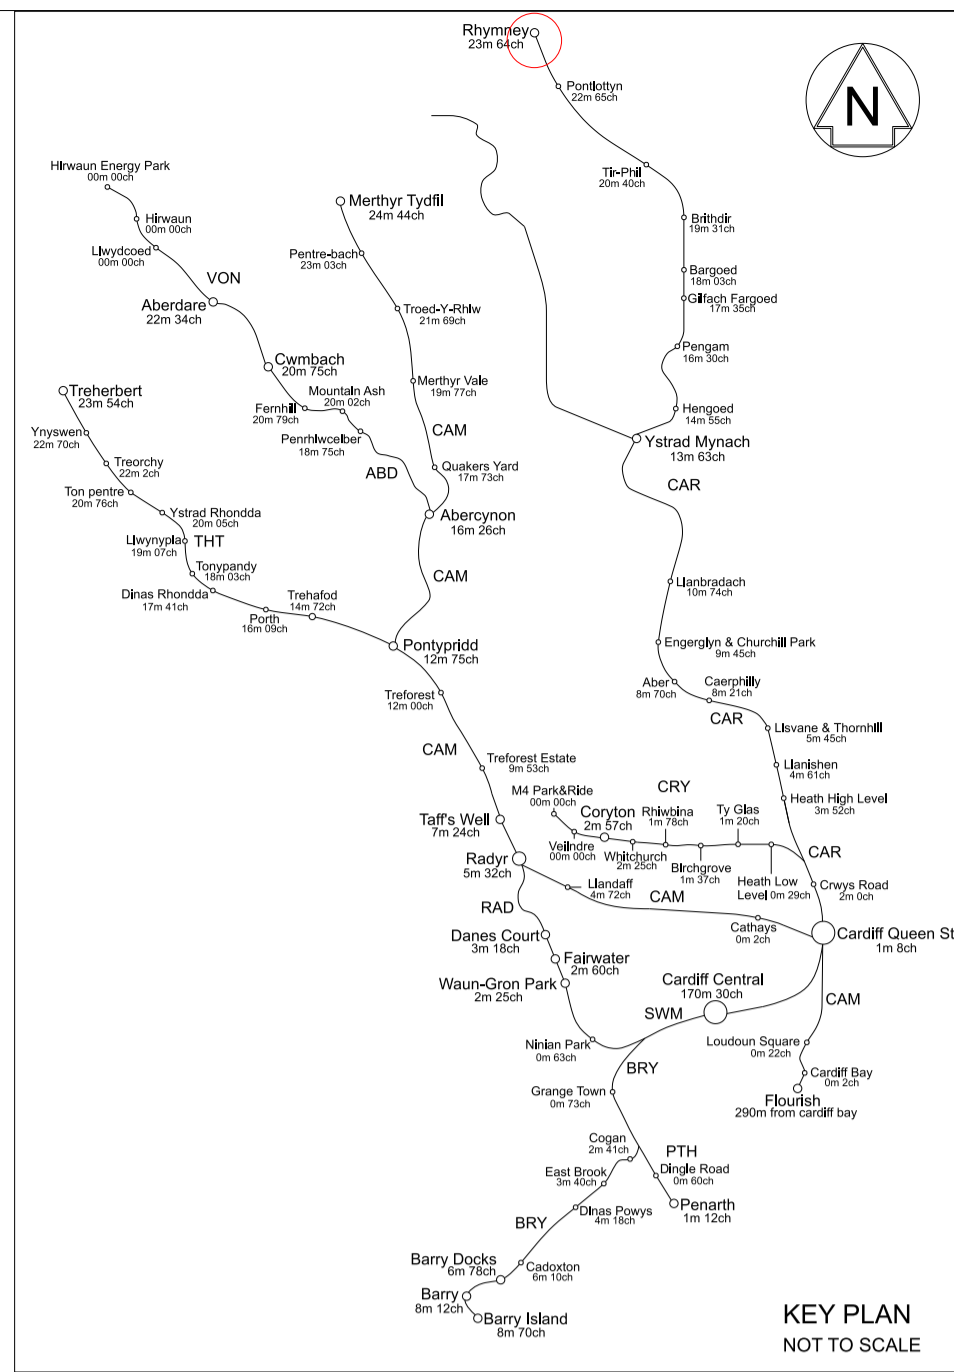 Rhymney
23m 64ch
Pontlottyn
22m 65ch
N
Tir-Phil
20m 40ch
Hirwaun Energy Park
00m 00ch
Merthyr Tydfil
24m 44ch
Brithdir
19m 31ch
Hirwaun
00m 00ch
Llwydcoed
00m 00ch
Pentre-bach
23m 03ch
Bargoed
18m 03ch
VON
Gilfach Fargoed
17m 35ch
Aberdare
22m 34ch
Troed-Y-Rhiw
21m 69ch
Pengam
16m 30ch
Cwmbach
20m 75ch
Merthyr Vale
19m 77ch
Treherbert
23m 54ch
Mountain Ash
20m 02ch
Fernhill
20m 79ch
Hengoed
14m 55ch
Ynyswen
22m 70ch
Penrhiwcelber
18m 75ch
CAM
Ystrad Mynach
13m 63ch
Treorchy
22m 2ch
ABD
Quakers Yard
17m 73ch
CAR
Ton pentre
20m 76ch
Ystrad Rhondda
20m 05ch
Abercynon
16m 26ch
Llwynypla
19m 07ch
THT
Tonypandy
18m 03ch
CAM
Dinas Rhondda
17m 41ch
Trehafod
14m 72ch
Llanbradach
10m 74ch
Porth
16m 09ch
Pontypridd
12m 75ch
Engerglyn & Churchill Park
9m 45ch
Treforest
12m 00ch
Aber
8m 70ch
Caerphilly
8m 21ch
CAR
Lisvane & Thornhill
5m 45ch
CAM
Treforest Estate
9m 53ch
Llanishen
4m 61ch
M4 Park&Ride
00m 00ch
CRY
Heath High Level
3m 52ch
Taff's Well
7m 24ch
Coryton
2m 57ch
Rhiwbina
1m 78ch
Ty Glas
1m 20ch
Veilndre
00m 00ch
Whitchurch
2m 25ch
Birchgrove
1m 37ch
Heath Low
Level 0m 29ch
CAR
Radyr
5m 32ch
Llandaff
4m 72ch
CAM
Crwys Road
2m 0ch
RAD
Cathays
0m 2ch
Cardiff Queen St
1m 8ch
Danes Court
3m 18ch
Fairwater
2m 60ch
Waun-Gron Park
2m 25ch
Cardiff Central
170m 30ch
SWM
CAM
Ninian Park
0m 63ch
Loudoun Square
0m 22ch
BRY
Cardiff Bay
0m 2ch
Grange Town
0m 73ch
Flourish
290m from cardiff bay
Cogan
2m 41ch
PTH
East Brook
3m 40ch
Dingle Road
0m 60ch
Dinas Powys
4m 18ch
Penarth
1m 12ch
BRY
Barry Docks
6m 78ch
Cadoxton
6m 10ch
Barry
8m 12ch
Barry Island
8m 70ch
KEY PLAN
NOT TO SCALE